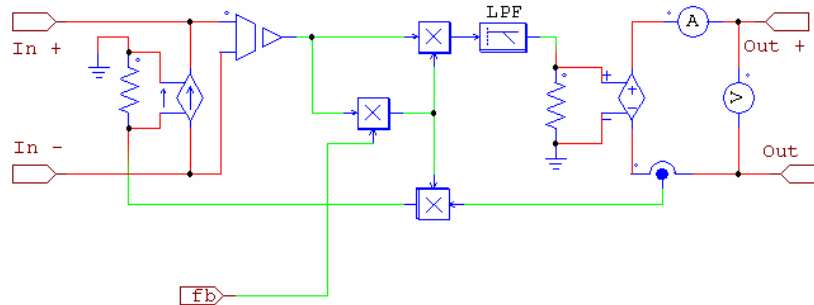 LPF
In +
A
Out +
V
In -
Out
fb